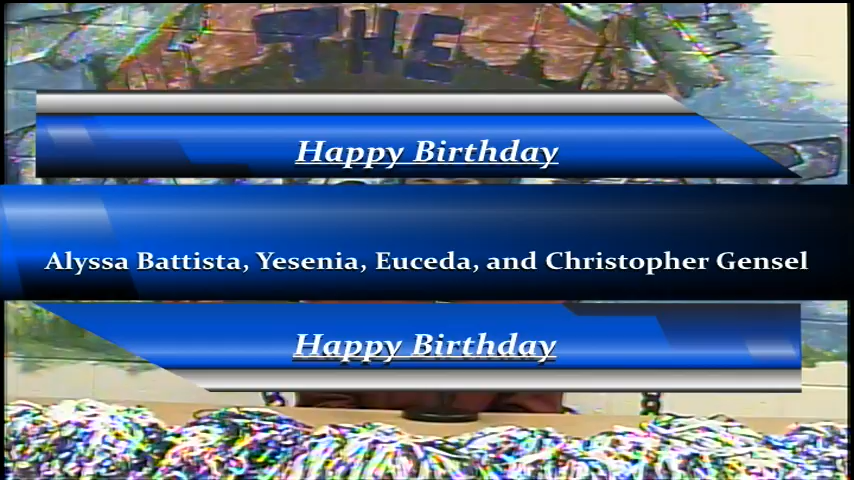 THE
Happy Birthday
Alyssa Battista, Yesenia, Euceda, and Christopher Gensel
Happy Birthday